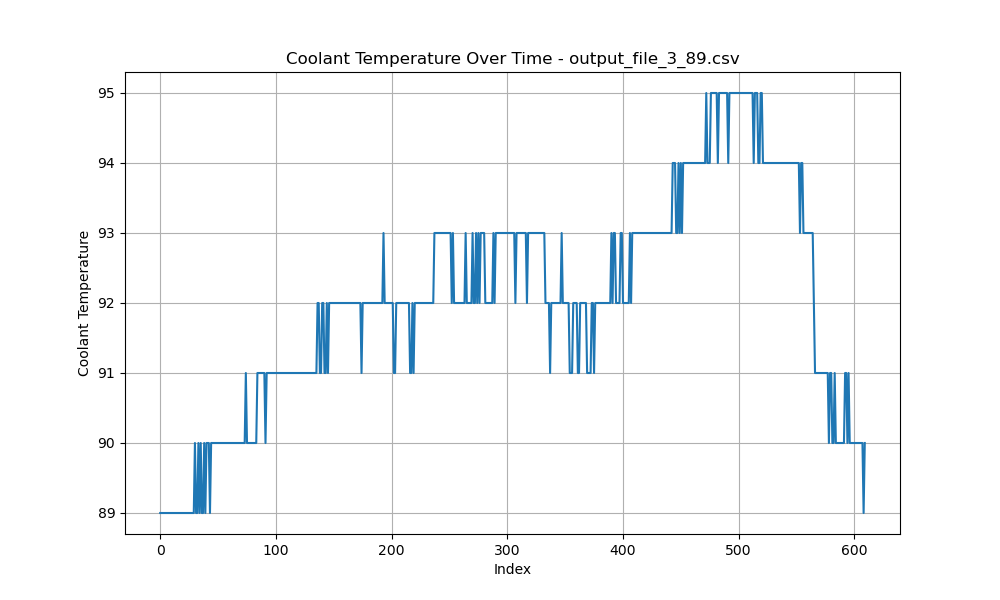 Coolant Temperature Over Time - output_file_3_89.csv
Coolant Temperature
95
94
93
92
91
90
89
0 100 200 300 400 500 600
Index